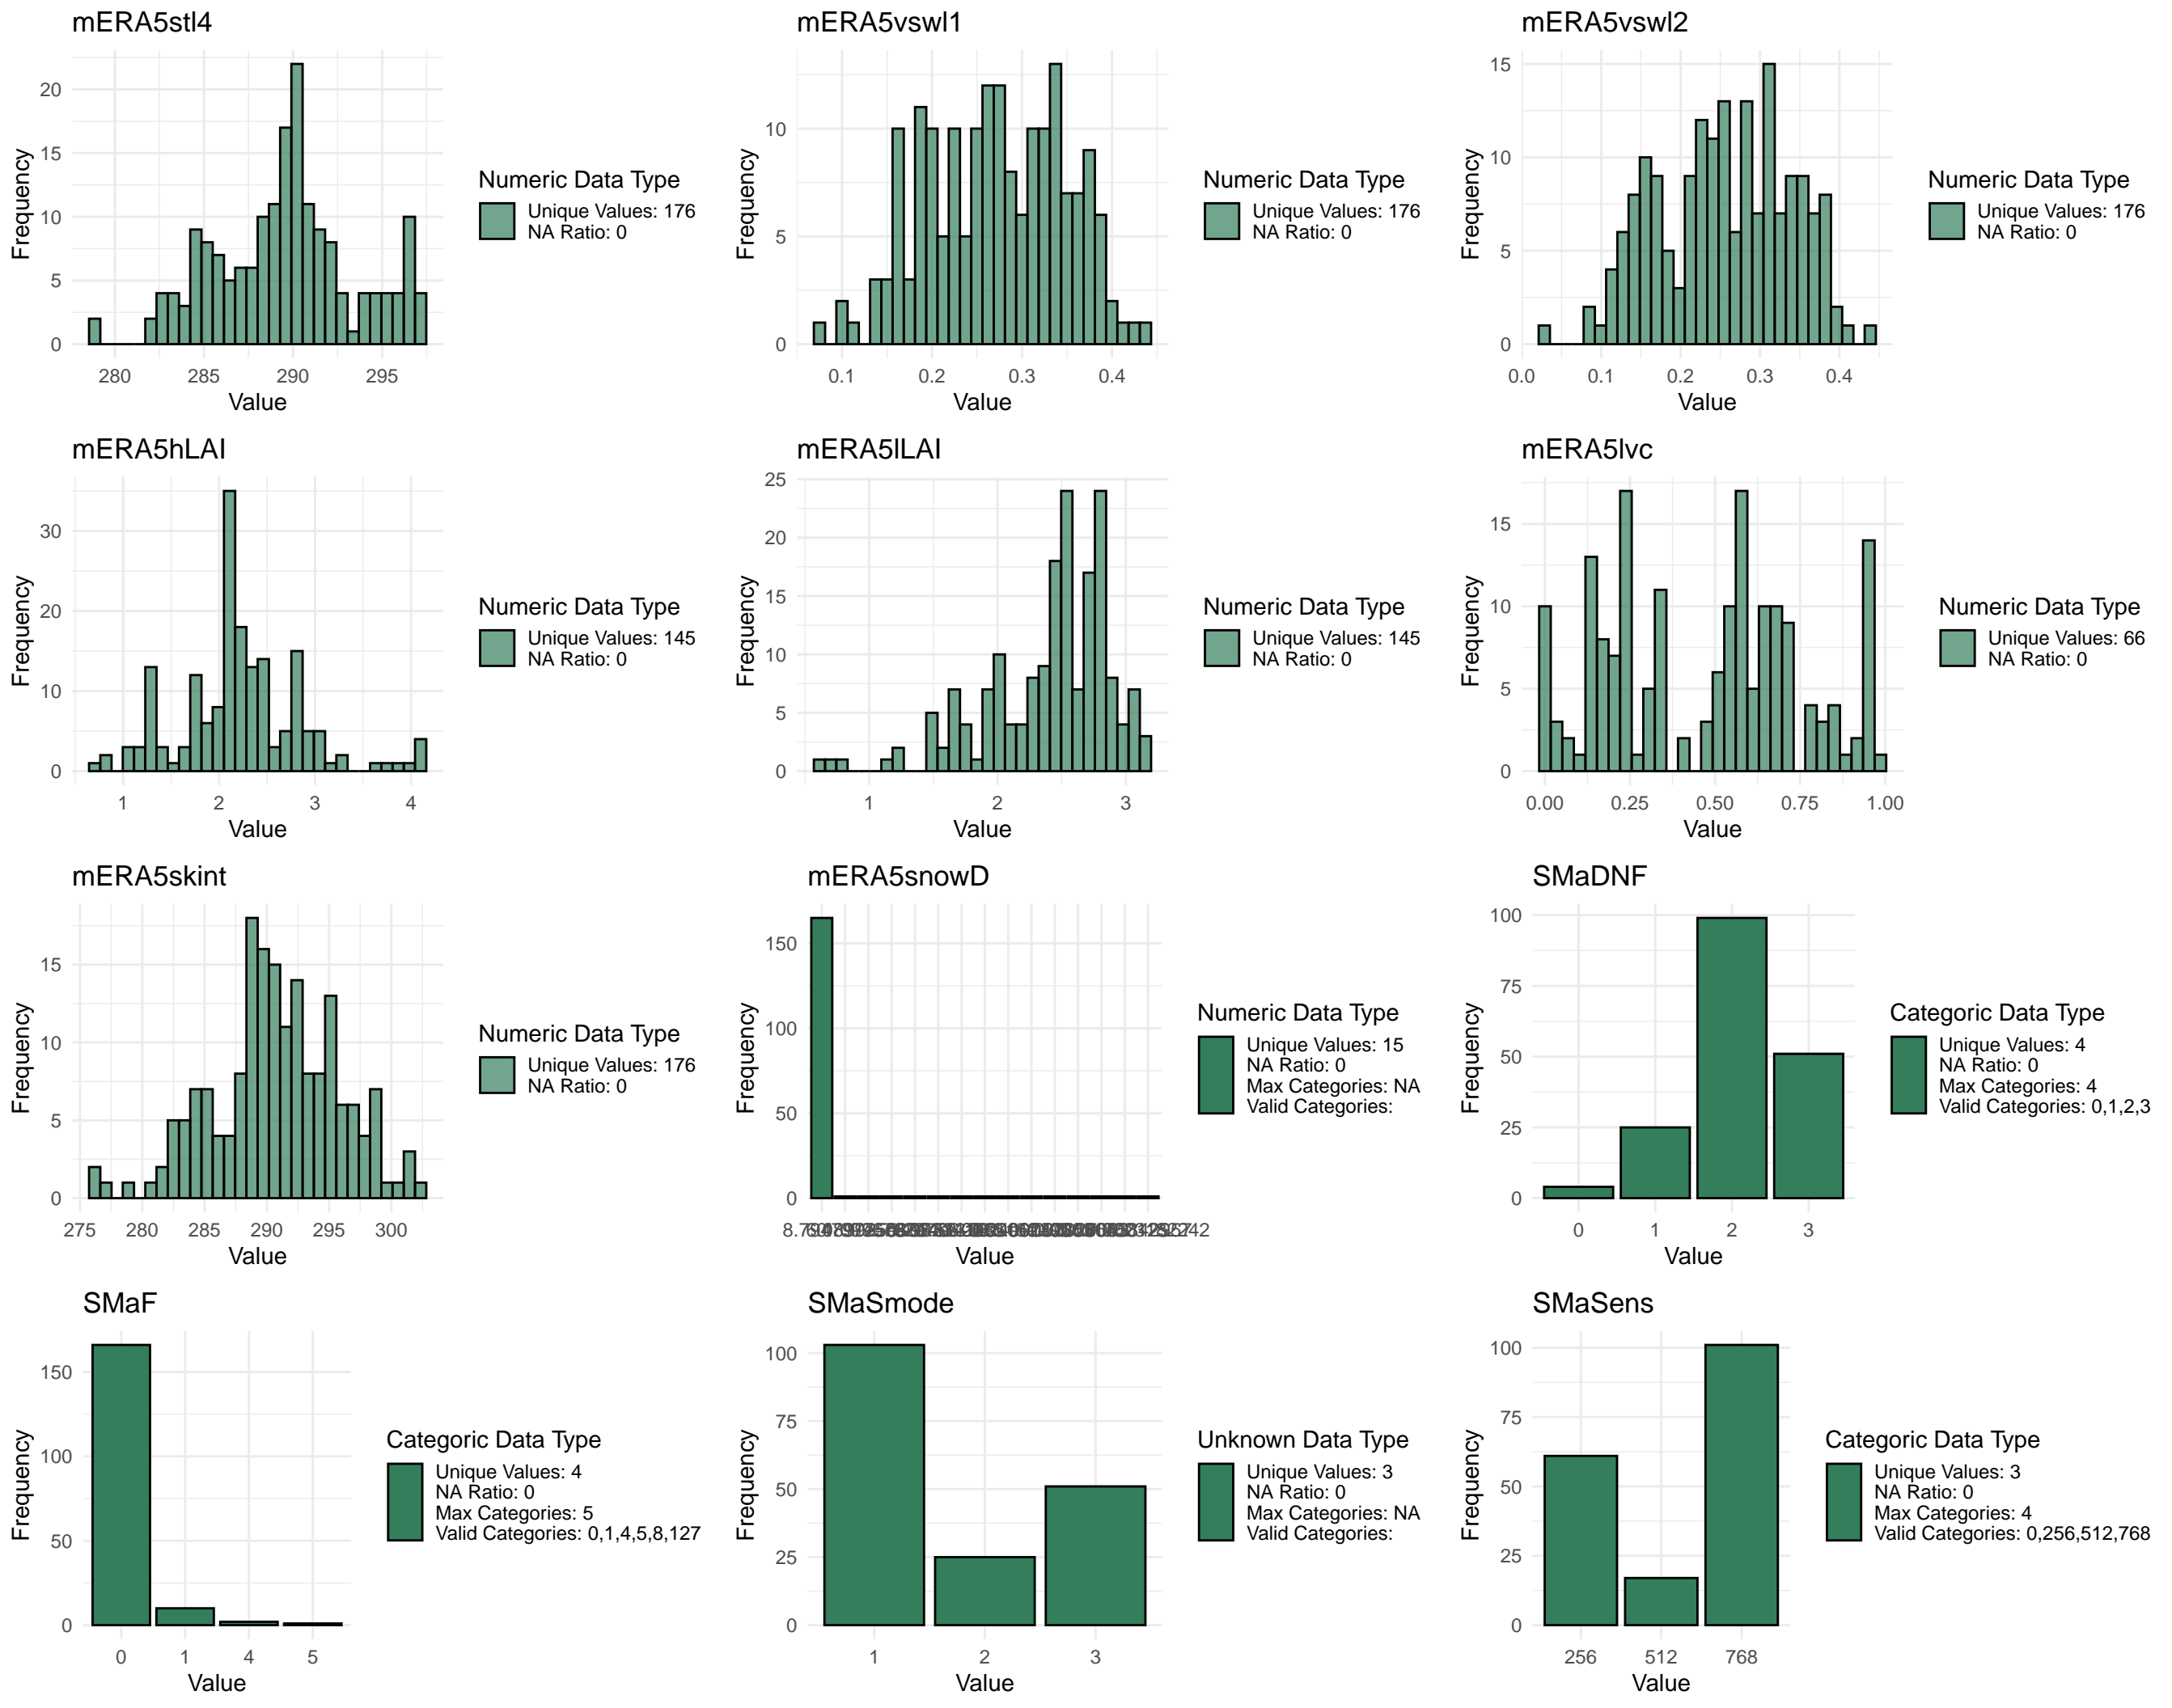 mERA5stl4
Frequency
20
15
10
5
0
280 285 290 295
Value
Numeric Data Type
Unique Values: 176
NA Ratio: 0
mERA5vswl1
Frequency
10
5
0
0.1 0.2 0.3 0.4
Value
Numeric Data Type
Unique Values: 176
NA Ratio: 0
mERA5vswl2
Frequency
15
10
5
0
0.0 0.1 0.2 0.3 0.4
Value
Numeric Data Type
Unique Values: 176
NA Ratio: 0
mERA5hLAI
Frequency
30
20
10
0
1 2 3 4
Value
Numeric Data Type
Unique Values: 145
NA Ratio: 0
mERA5lLAI
Frequency
25
20
15
10
5
0
1 2 3
Value
Numeric Data Type
Unique Values: 145
NA Ratio: 0
mERA5lvc
Frequency
15
10
5
0
0.00 0.25 0.50 0.75 1.00
Value
Numeric Data Type
Unique Values: 66
NA Ratio: 0
mERA5skint
Frequency
15
10
5
0
275 280 285 290 295 300
Value
Numeric Data Type
Unique Values: 176
NA Ratio: 0
mERA5snowD
Frequency
150
100
50
0
Value
Numeric Data Type
Unique Values: 15
NA Ratio: 0
Max Categories: NA
Valid Categories:
SMaDNF
Frequency
100
75
50
25
0
0 1 2 3
Value
Categoric Data Type
Unique Values: 4
NA Ratio: 0
Max Categories: 4
Valid Categories: 0,1,2,3
SMaF
Frequency
150
100
50
0
0 1 4 5
Value
Categoric Data Type
Unique Values: 4
NA Ratio: 0
Max Categories: 5
Valid Categories: 0,1,4,5,8,127
SMaSmode
Frequency
100
75
50
25
0
1 2 3
Value
Unknown Data Type
Unique Values: 3
NA Ratio: 0
Max Categories: NA
Valid Categories:
SMaSens
Frequency
100
75
50
25
0
256 512 768
Value
Categoric Data Type
Unique Values: 3
NA Ratio: 0
Max Categories: 4
Valid Categories: 0,256,512,768